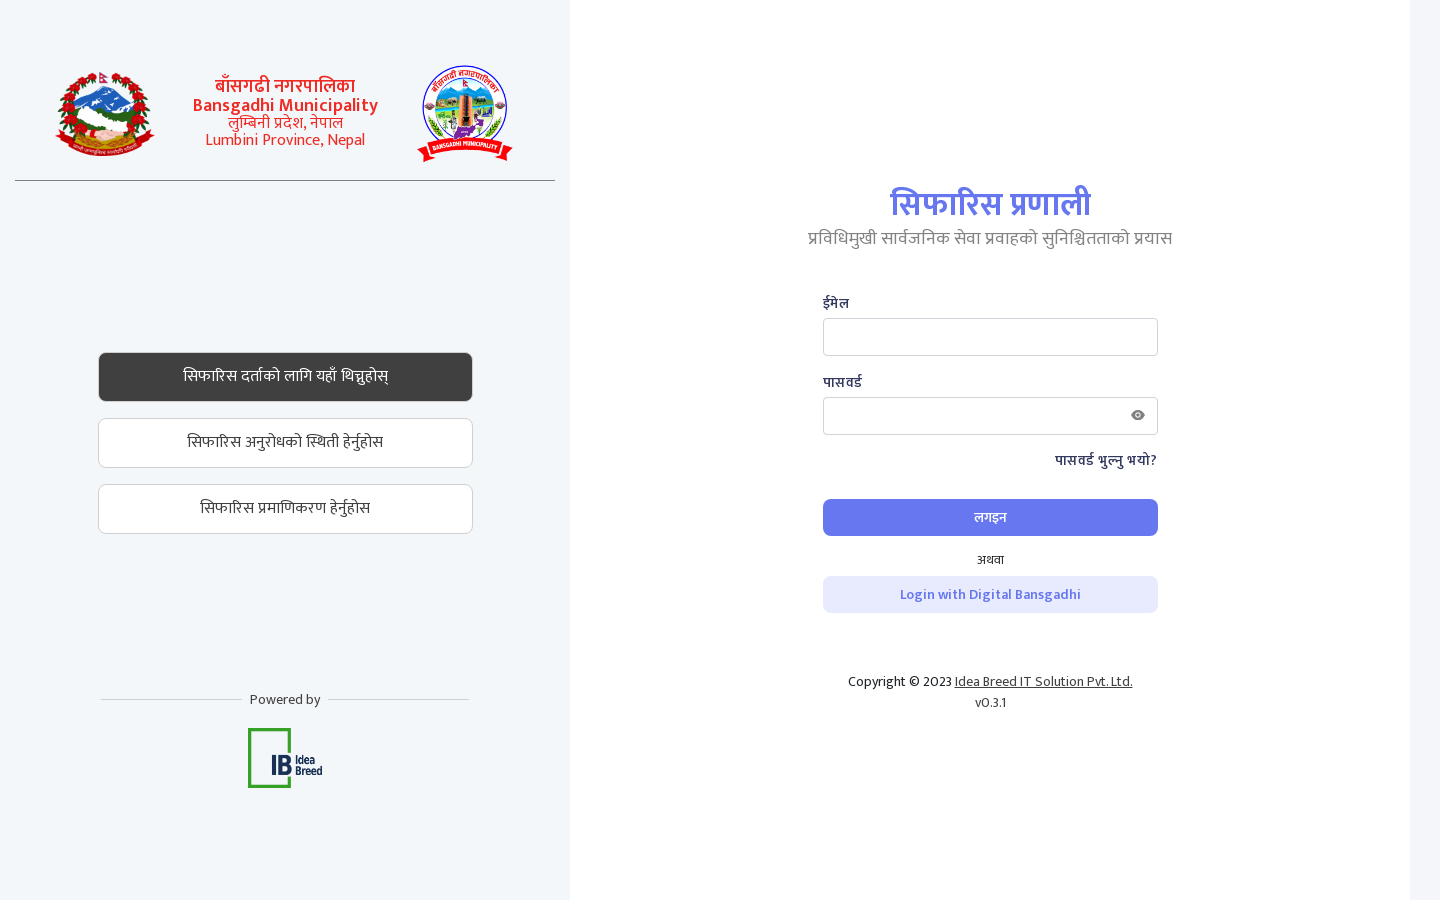 बाँसगढी नगरपालिका
Bansgadhi Municipality
लुम्बिनी प्रदेश, नेपाल
Lumbini Province, Nepal
बाँसगढी नगरपालिका
BANSGADHI MUNICIPALITY
सिफारिस दर्ताको लागि यहाँ थिच्नुहोस्
सिफारिस अनुरोधको स्थिती हेर्नुहोस
सिफारिस प्रमाणिकरण हेर्नुहोस
Powered by
IB Idea
Breed
सिफारिस प्रणाली
प्रविधिमुखी सार्वजनिक सेवा प्रवाहको सुनिश्चितताको प्रयास
ईमेल
पासवर्ड
पासवर्ड भुल्नु भयो?
लगइन
अथवा
Login with Digital Bansgadhi
Copyright © 2023 Idea Breed IT Solution Pvt. Ltd.
v0.3.1